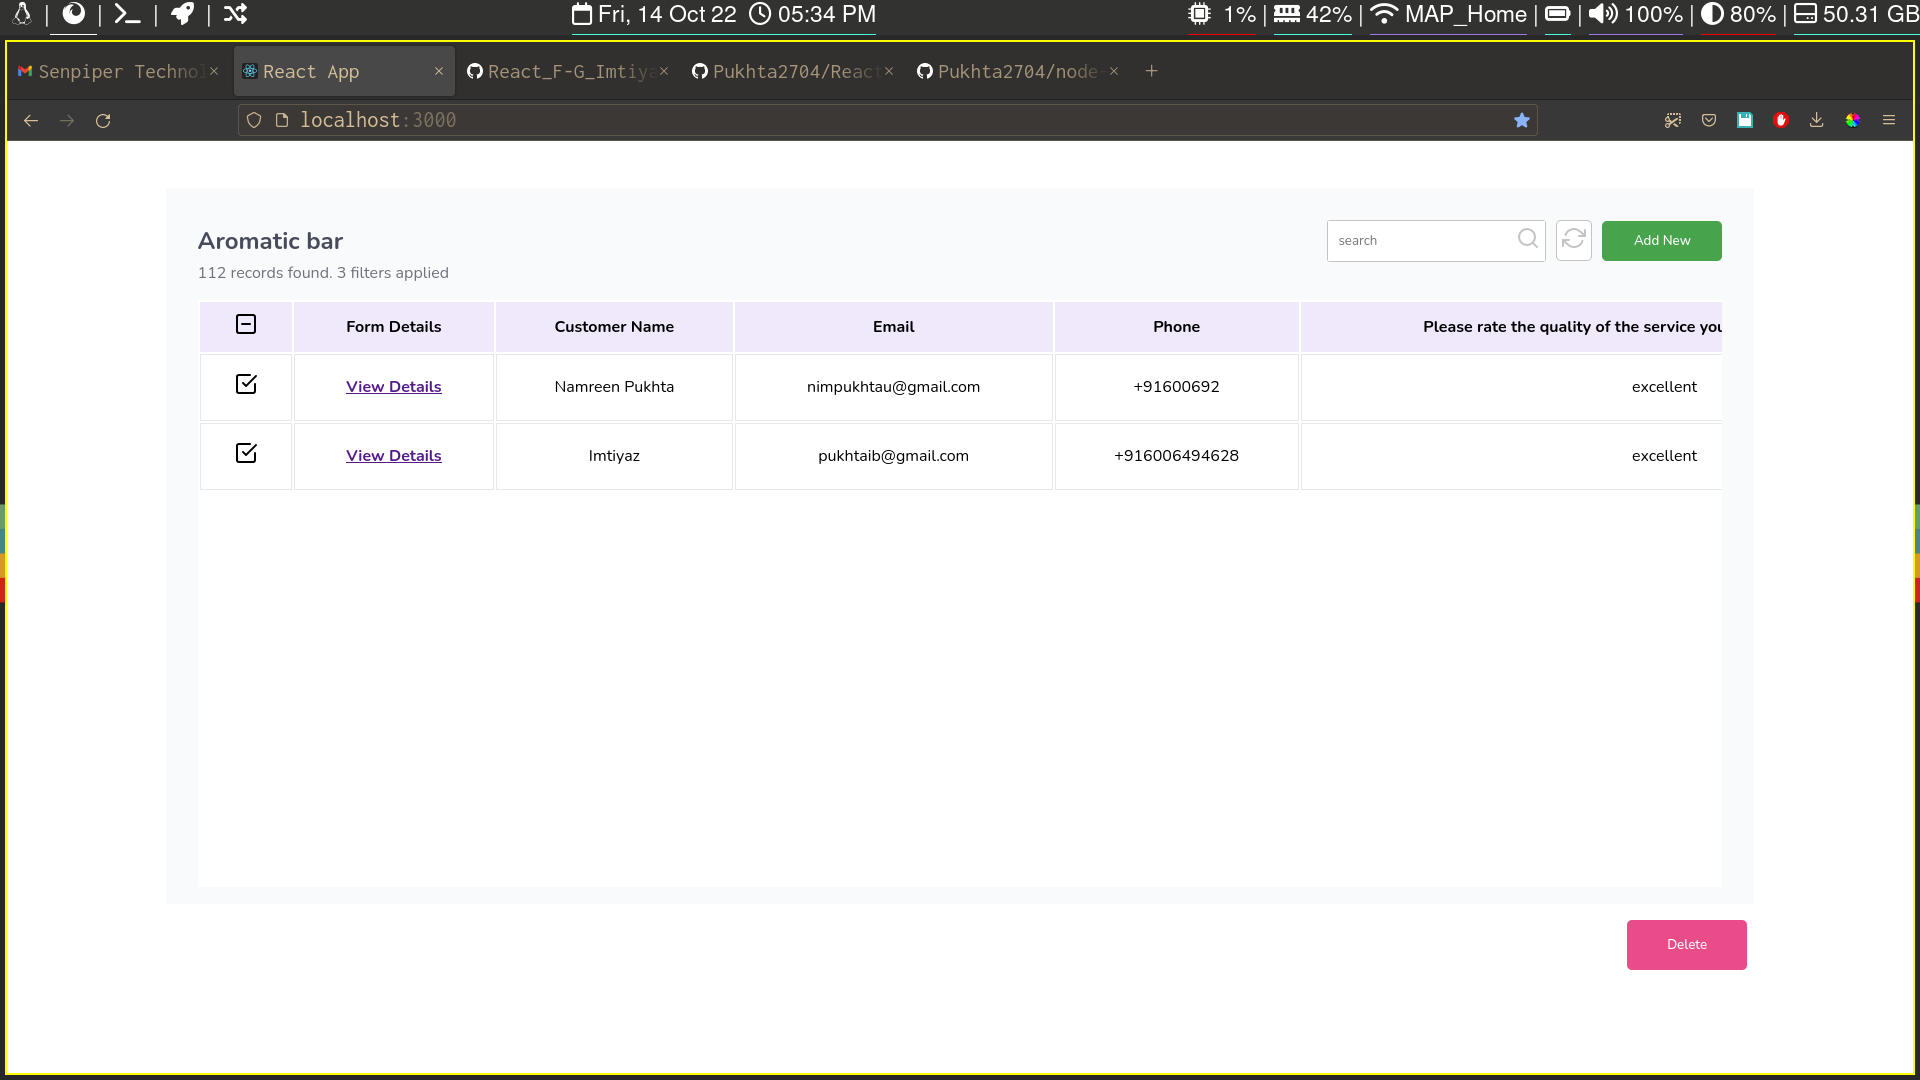 Fri, 14 Oct 22 05:34 PM
1% | 42% | MAP_Home | 100% | 80% | 50.31 GB
Senpiper Technol
React App
React_F-G_Imtiya
Pukhta2704/React
Pukhta2704/node-
localhost:3000
Aromatic bar
112 records found. 3 filters applied
search
Add New
Form Details Customer Name Email Phone Please rate the quality of the service you
View Details Namreen Pukhta nimpukhtau@gmail.com +91600692 excellent
View Details Imtiyaz pukhtaib@gmail.com +916006494628 excellent
Delete